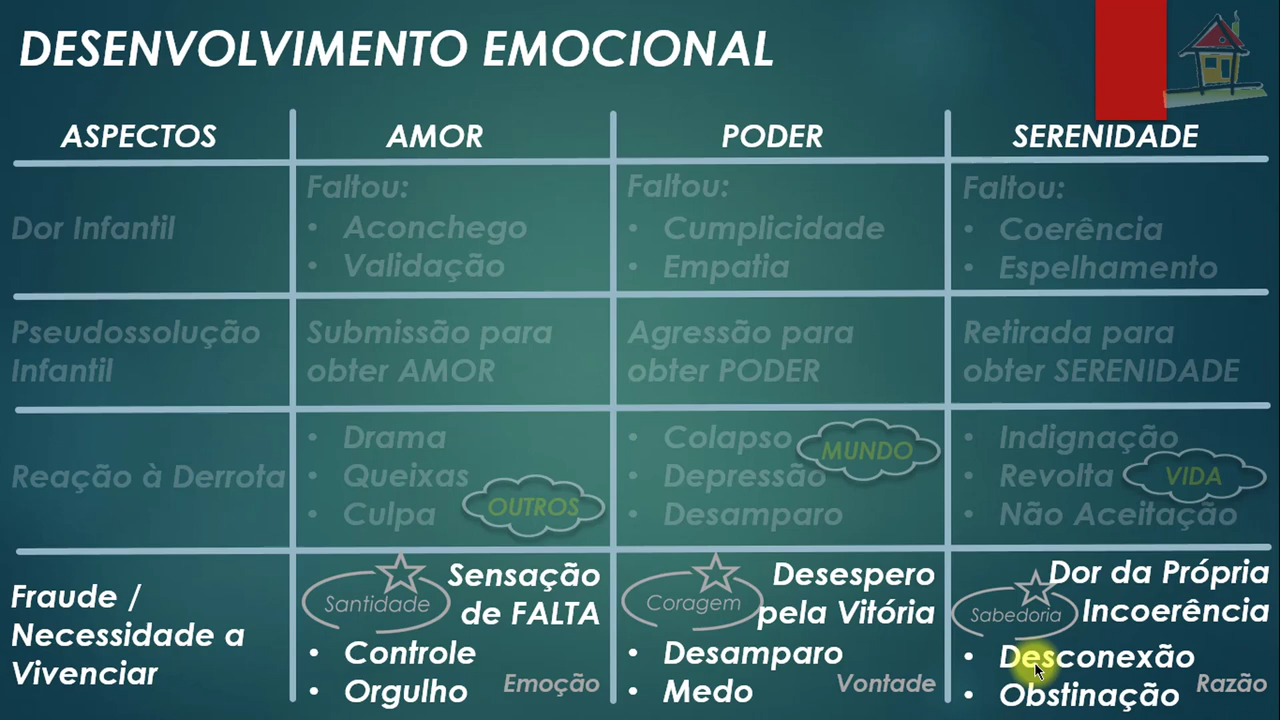 DESENVOLVIMENTO EMOCIONAL
ASPECTOS
AMOR
PODER
SERENIDADE
Dor Infantil
Faltou:
• Aconchego
• Validação
Faltou:
• Cumplicidade
• Empatia
Faltou:
• Coerência
• Espelhamento
Pseudossolução
Infantil
Submissão para
obter AMOR
Agressão para
obter PODER
Retirada para
obter SERENIDADE
Reação à Derrota
• Drama
• Queixas
• Culpa
OUTROS
• Colapso
• Depressão
• Desamparo
MUNDO
• Indignação
• Revolta
• Não Aceitação
VIDA
Fraude /
Necessidade a
Vivenciar
Santidade
Sensação
de FALTA
• Controle
• Orgulho
Emoção
Coragem
Desespero
pela Vitória
• Desamparo
• Medo
Vontade
Sabedoria
Dor da Própria
Incoerência
• Desconexão
• Obstinação
Razão